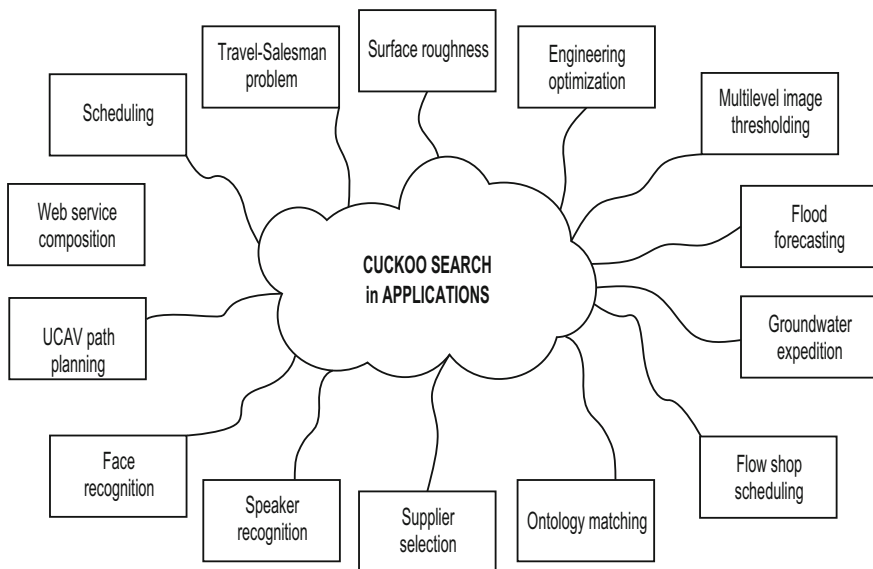 Travel-Salesman
problem
Surface roughness
Engineering
optimization
Scheduling
Multilevel image
thresholding
Web service
composition
Flood
forecasting
CUCKOO SEARCH
in APPLICATIONS
UCAV path
planning
Groundwater
expedition
Face
recognition
Flow shop
scheduling
Speaker
recognition
Supplier
selection
Ontology matching